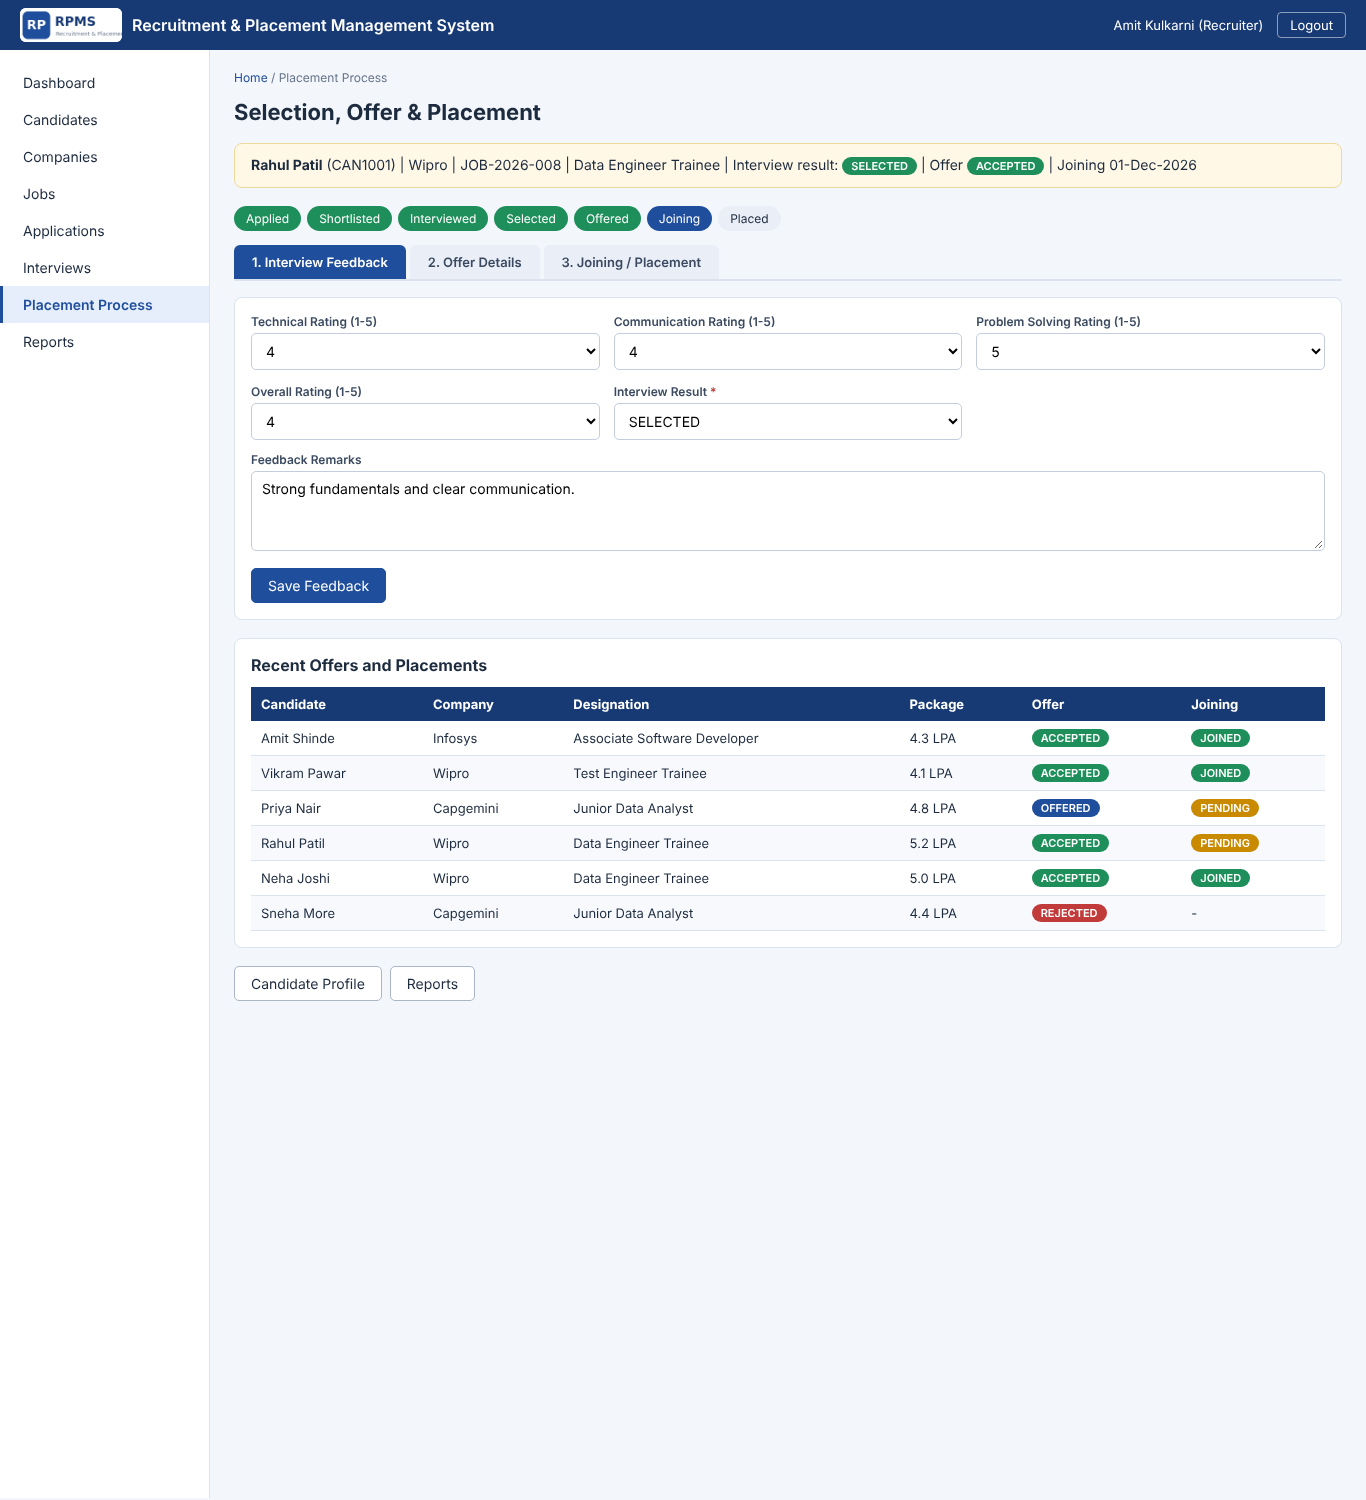 RP RPMS Recruitment & Placemen Recruitment & Placement Management System Amit Kulkarni (Recruiter) Logout
Dashboard
Candidates
Companies
Jobs
Applications
Interviews
Placement Process
Reports
Home / Placement Process
Selection, Offer & Placement
Rahul Patil (CAN1001) | Wipro | JOB-2026-008 | Data Engineer Trainee | Interview result: SELECTED | Offer ACCEPTED | Joining 01-Dec-2026
Applied Shortlisted Interviewed Selected Offered Joining Placed
1. Interview Feedback 2. Offer Details 3. Joining / Placement
Technical Rating (1-5) Communication Rating (1-5) Problem Solving Rating (1-5)
4 4 5
Overall Rating (1-5) Interview Result *
4 SELECTED
Feedback Remarks
Strong fundamentals and clear communication.
Save Feedback
Recent Offers and Placements
Candidate Company Designation Package Offer Joining
Amit Shinde Infosys Associate Software Developer 4.3 LPA ACCEPTED JOINED
Vikram Pawar Wipro Test Engineer Trainee 4.1 LPA ACCEPTED JOINED
Priya Nair Capgemini Junior Data Analyst 4.8 LPA OFFERED PENDING
Rahul Patil Wipro Data Engineer Trainee 5.2 LPA ACCEPTED PENDING
Neha Joshi Wipro Data Engineer Trainee 5.0 LPA ACCEPTED JOINED
Sneha More Capgemini Junior Data Analyst 4.4 LPA REJECTED -
Candidate Profile Reports